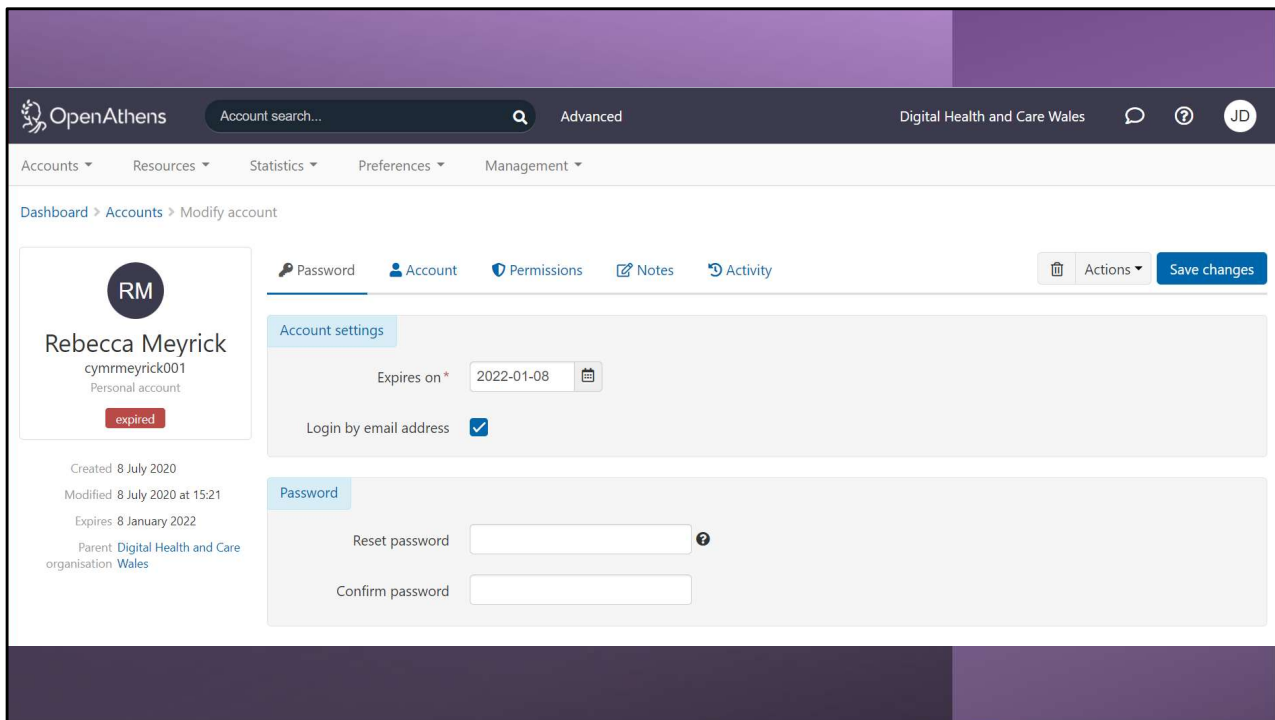 OpenAthens Account search... Advanced Digital Health and Care Wales JD
Accounts Resources Statistics Preferences Management
Dashboard > Accounts > Modify account
RM
Rebecca Meyrick
cymrmeyrick001
Personal account
expired
Created 8 July 2020
Modified 8 July 2020 at 15:21
Expires 8 January 2022
Parent organisation Digital Health and Care Wales
Password Account Permissions Notes Activity Actions Save changes
Account settings
Expires on* 2022-01-08
Login by email address
Password
Reset password
Confirm password